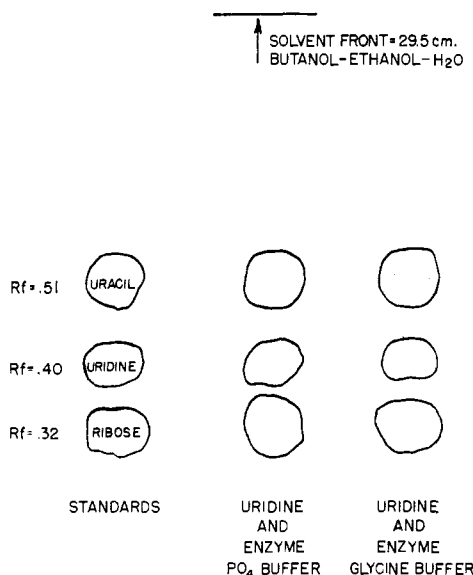 SOLVENT FRONT = 29.5 cm.
BUTANOL-ETHANOL-H₂O
Rf = .51
URACIL
Rf = .40
URIDINE
Rf = .32
RIBOSE
STANDARDS
URIDINE
AND
ENZYME
PO₄ BUFFER
URIDINE
AND
ENZYME
GLYCINE BUFFER